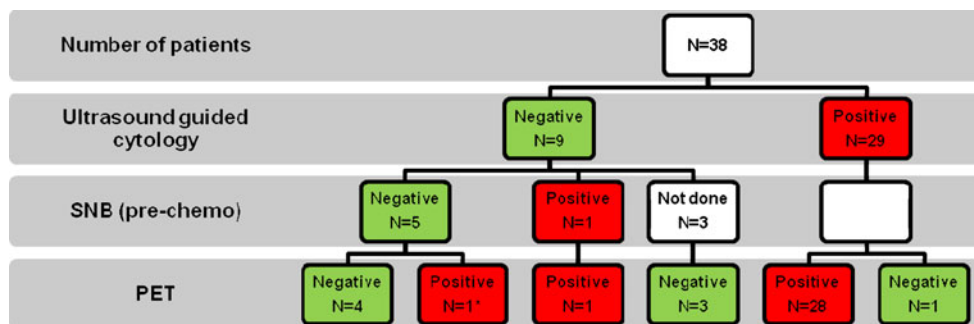 Number of patients
N=38
Ultrasound guided
cytology
Negative
N=9
Positive
N=29
SNB (pre-chemo)
Negative
N=5
Positive
N=1
Not done
N=3
PET
Negative
N=4
Positive
N=1*
Positive
N=1
Negative
N=3
Positive
N=28
Negative
N=1